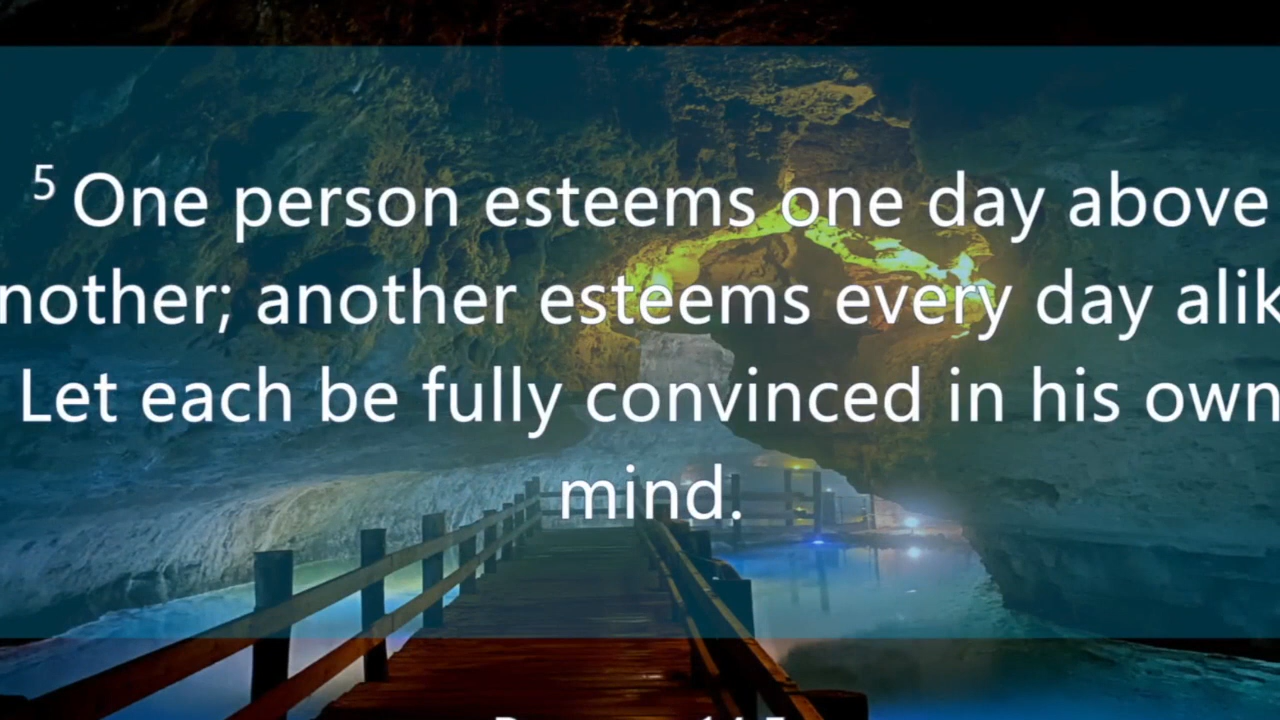 5 One person esteems one day above
nother; another esteems every day alik
Let each be fully convinced in his own
mind.